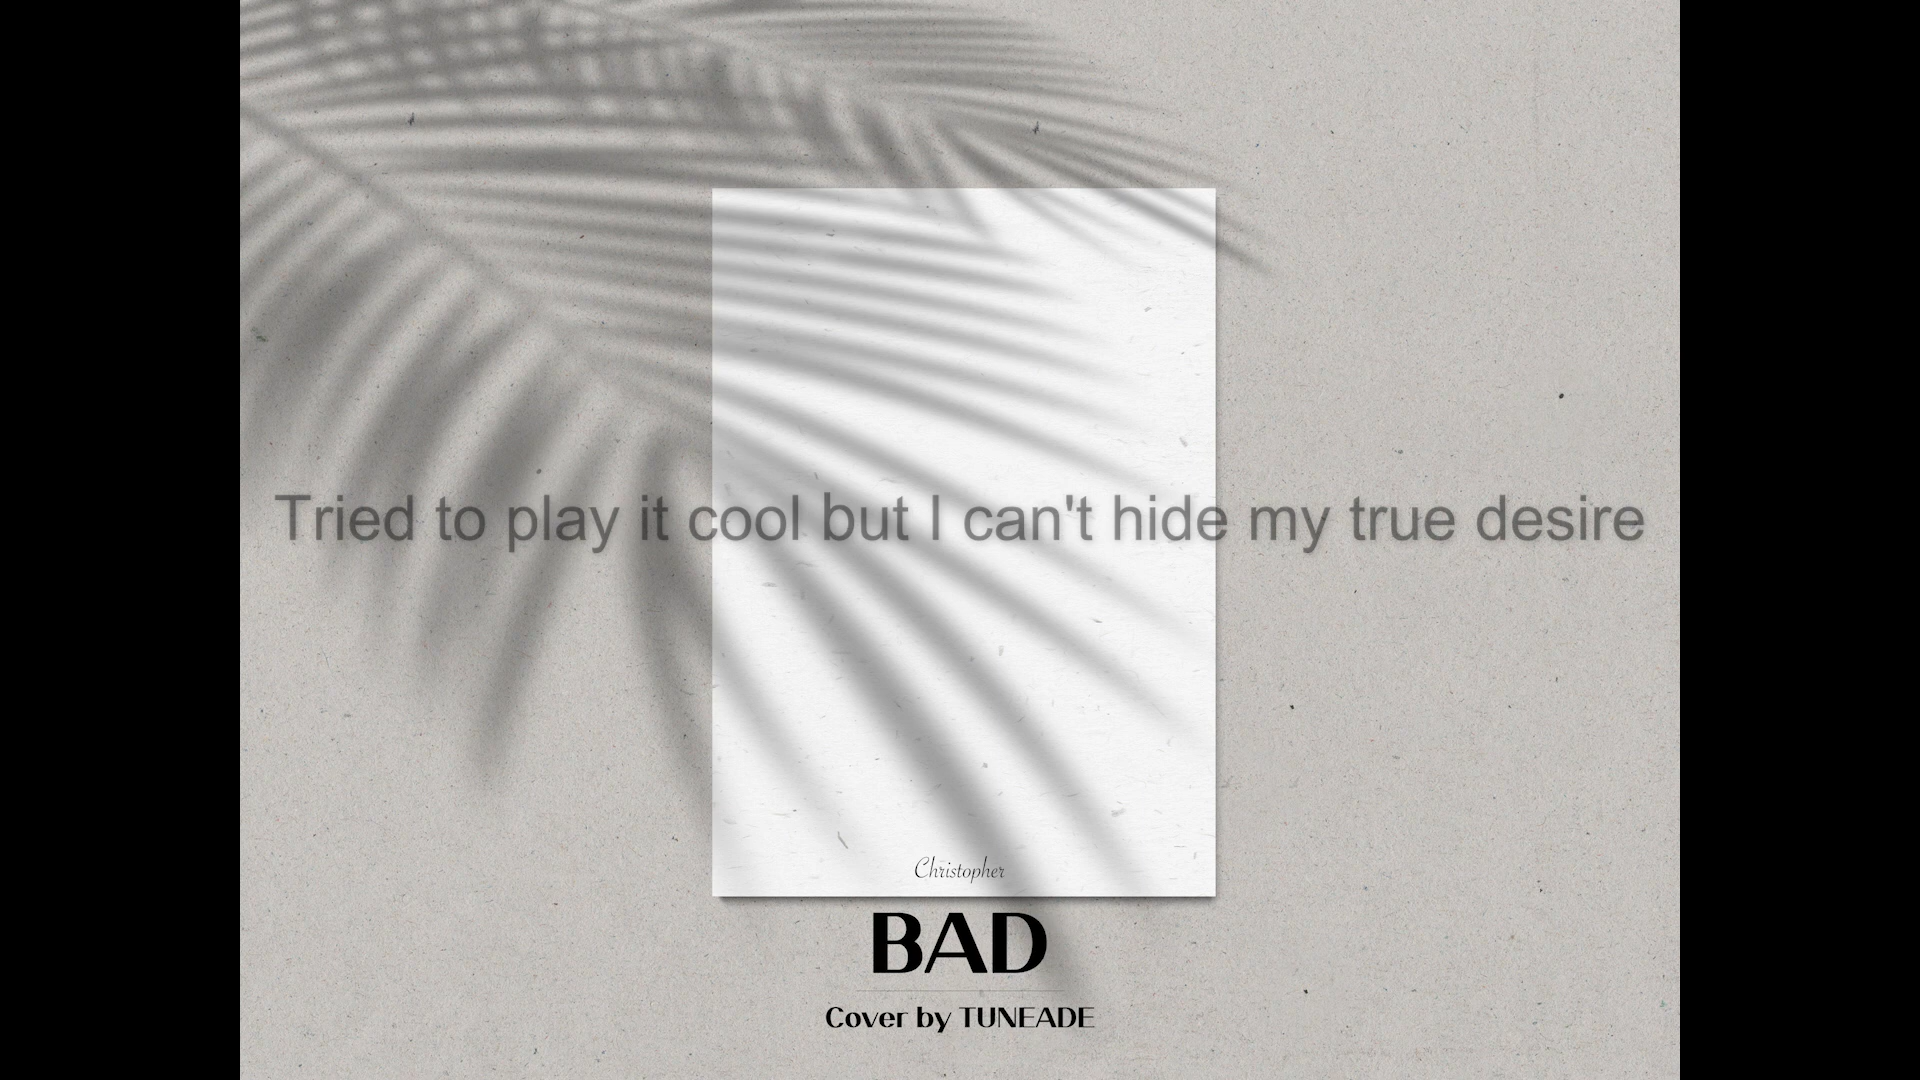 Tried to play it cool but I can't hide my true desire
Christopher
BAD
Cover by TUNEADE